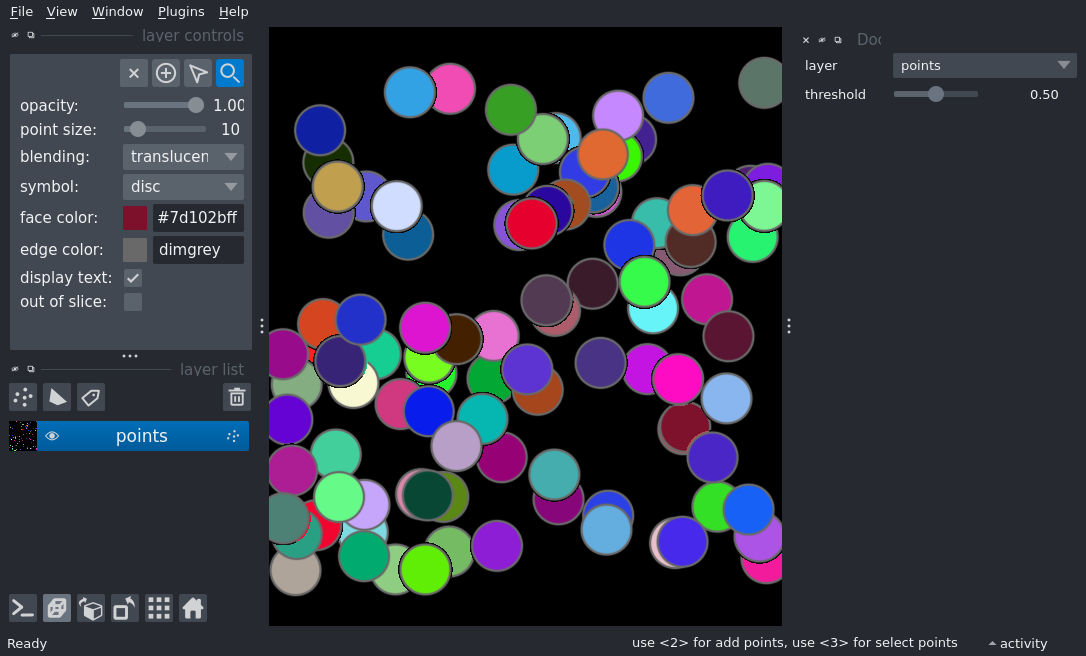 File View Window Plugins Help
layer controls
opacity: 1.00
point size: 10
blending: translucen
symbol: disc
face color: #7d102bff
edge color: dimgrey
display text:
out of slice:
layer list
points
Doc
layer points
threshold 0.50
Ready
use <2> for add points, use <3> for select points
activity